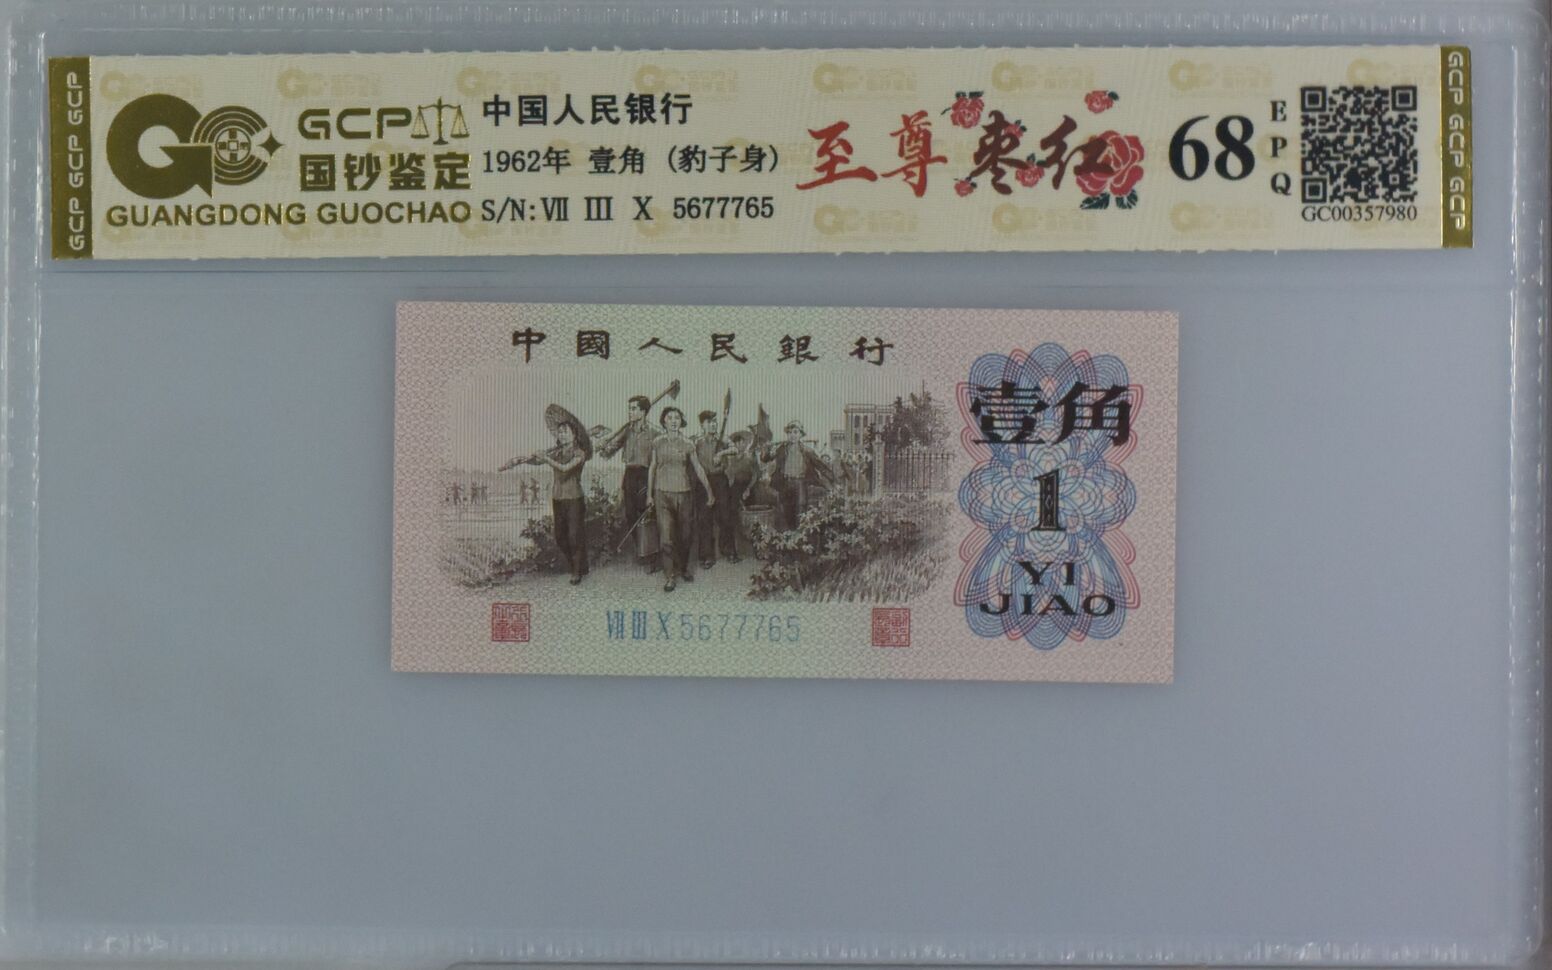 GCP GCP GCP
GCP
国钞鉴定
GUANGDONG GUOCHAO
中国人民银行
1962年 壹角 (豹子身)
S/N: Ⅶ Ⅲ Ⅹ 5677765
至尊枣红
68
EPQ
GC00357980
GCP GCP GCP
中國人民銀行
壹角
1
YI
JIAO
Ⅶ Ⅲ Ⅹ 5677765